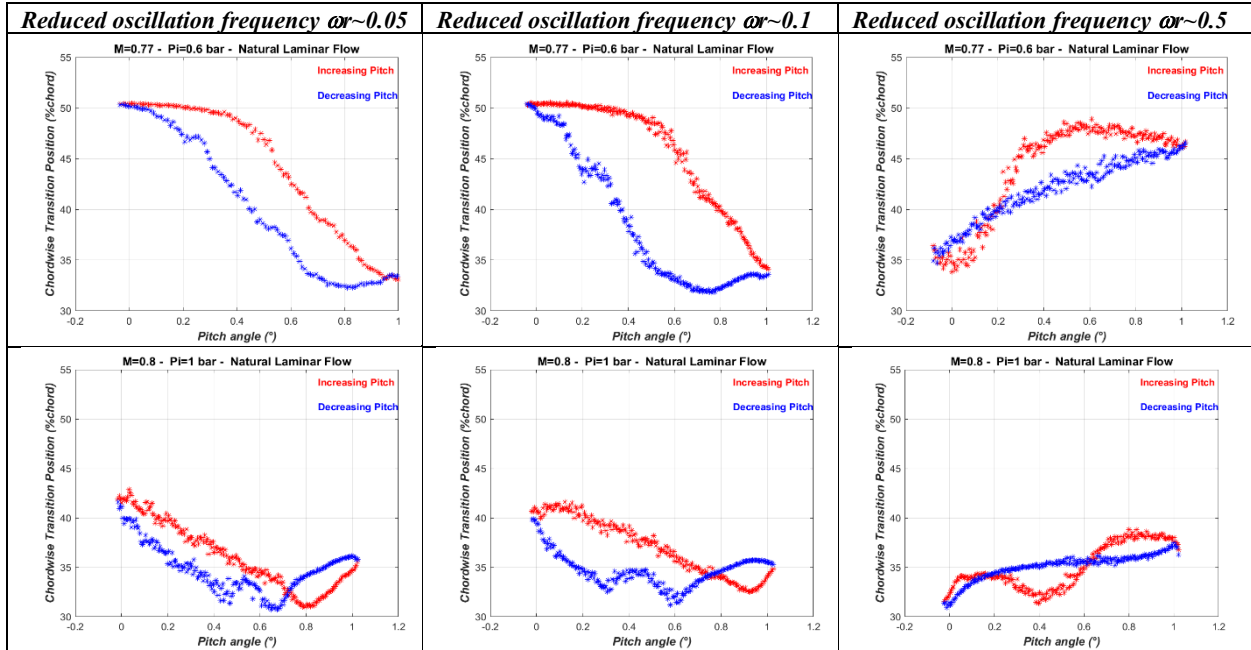 Reduced oscillation frequency ωr~0.05
Reduced oscillation frequency ωr~0.1
Reduced oscillation frequency ωr~0.5
M=0.77 - Pi=0.6 bar - Natural Laminar Flow
Increasing Pitch
Decreasing Pitch
Chordwise Transition Position (%chord)
55
50
45
40
35
30
-0.2 0 0.2 0.4 0.6 0.8 1
Pitch angle (°)
M=0.77 - Pi=0.6 bar - Natural Laminar Flow
Increasing Pitch
Decreasing Pitch
Chordwise Transition Position (%chord)
55
50
45
40
35
30
-0.2 0 0.2 0.4 0.6 0.8 1 1.2
Pitch angle (°)
M=0.77 - Pi=0.6 bar - Natural Laminar Flow
Increasing Pitch
Decreasing Pitch
Chordwise Transition Position (%chord)
55
50
45
40
35
30
-0.2 0 0.2 0.4 0.6 0.8 1 1.2
Pitch angle (°)
M=0.8 - Pi=1 bar - Natural Laminar Flow
Increasing Pitch
Decreasing Pitch
Chordwise Transition Position (%chord)
55
50
45
40
35
30
-0.2 0 0.2 0.4 0.6 0.8 1 1.2
Pitch angle (°)
M=0.8 - Pi=1 bar - Natural Laminar Flow
Increasing Pitch
Decreasing Pitch
Chordwise Transition Position (%chord)
55
50
45
40
35
30
-0.2 0 0.2 0.4 0.6 0.8 1 1.2
Pitch angle (°)
M=0.8 - Pi=1 bar - Natural Laminar Flow
Increasing Pitch
Decreasing Pitch
Chordwise Transition Position (%chord)
55
50
45
40
35
30
-0.2 0 0.2 0.4 0.6 0.8 1 1.2
Pitch angle (°)